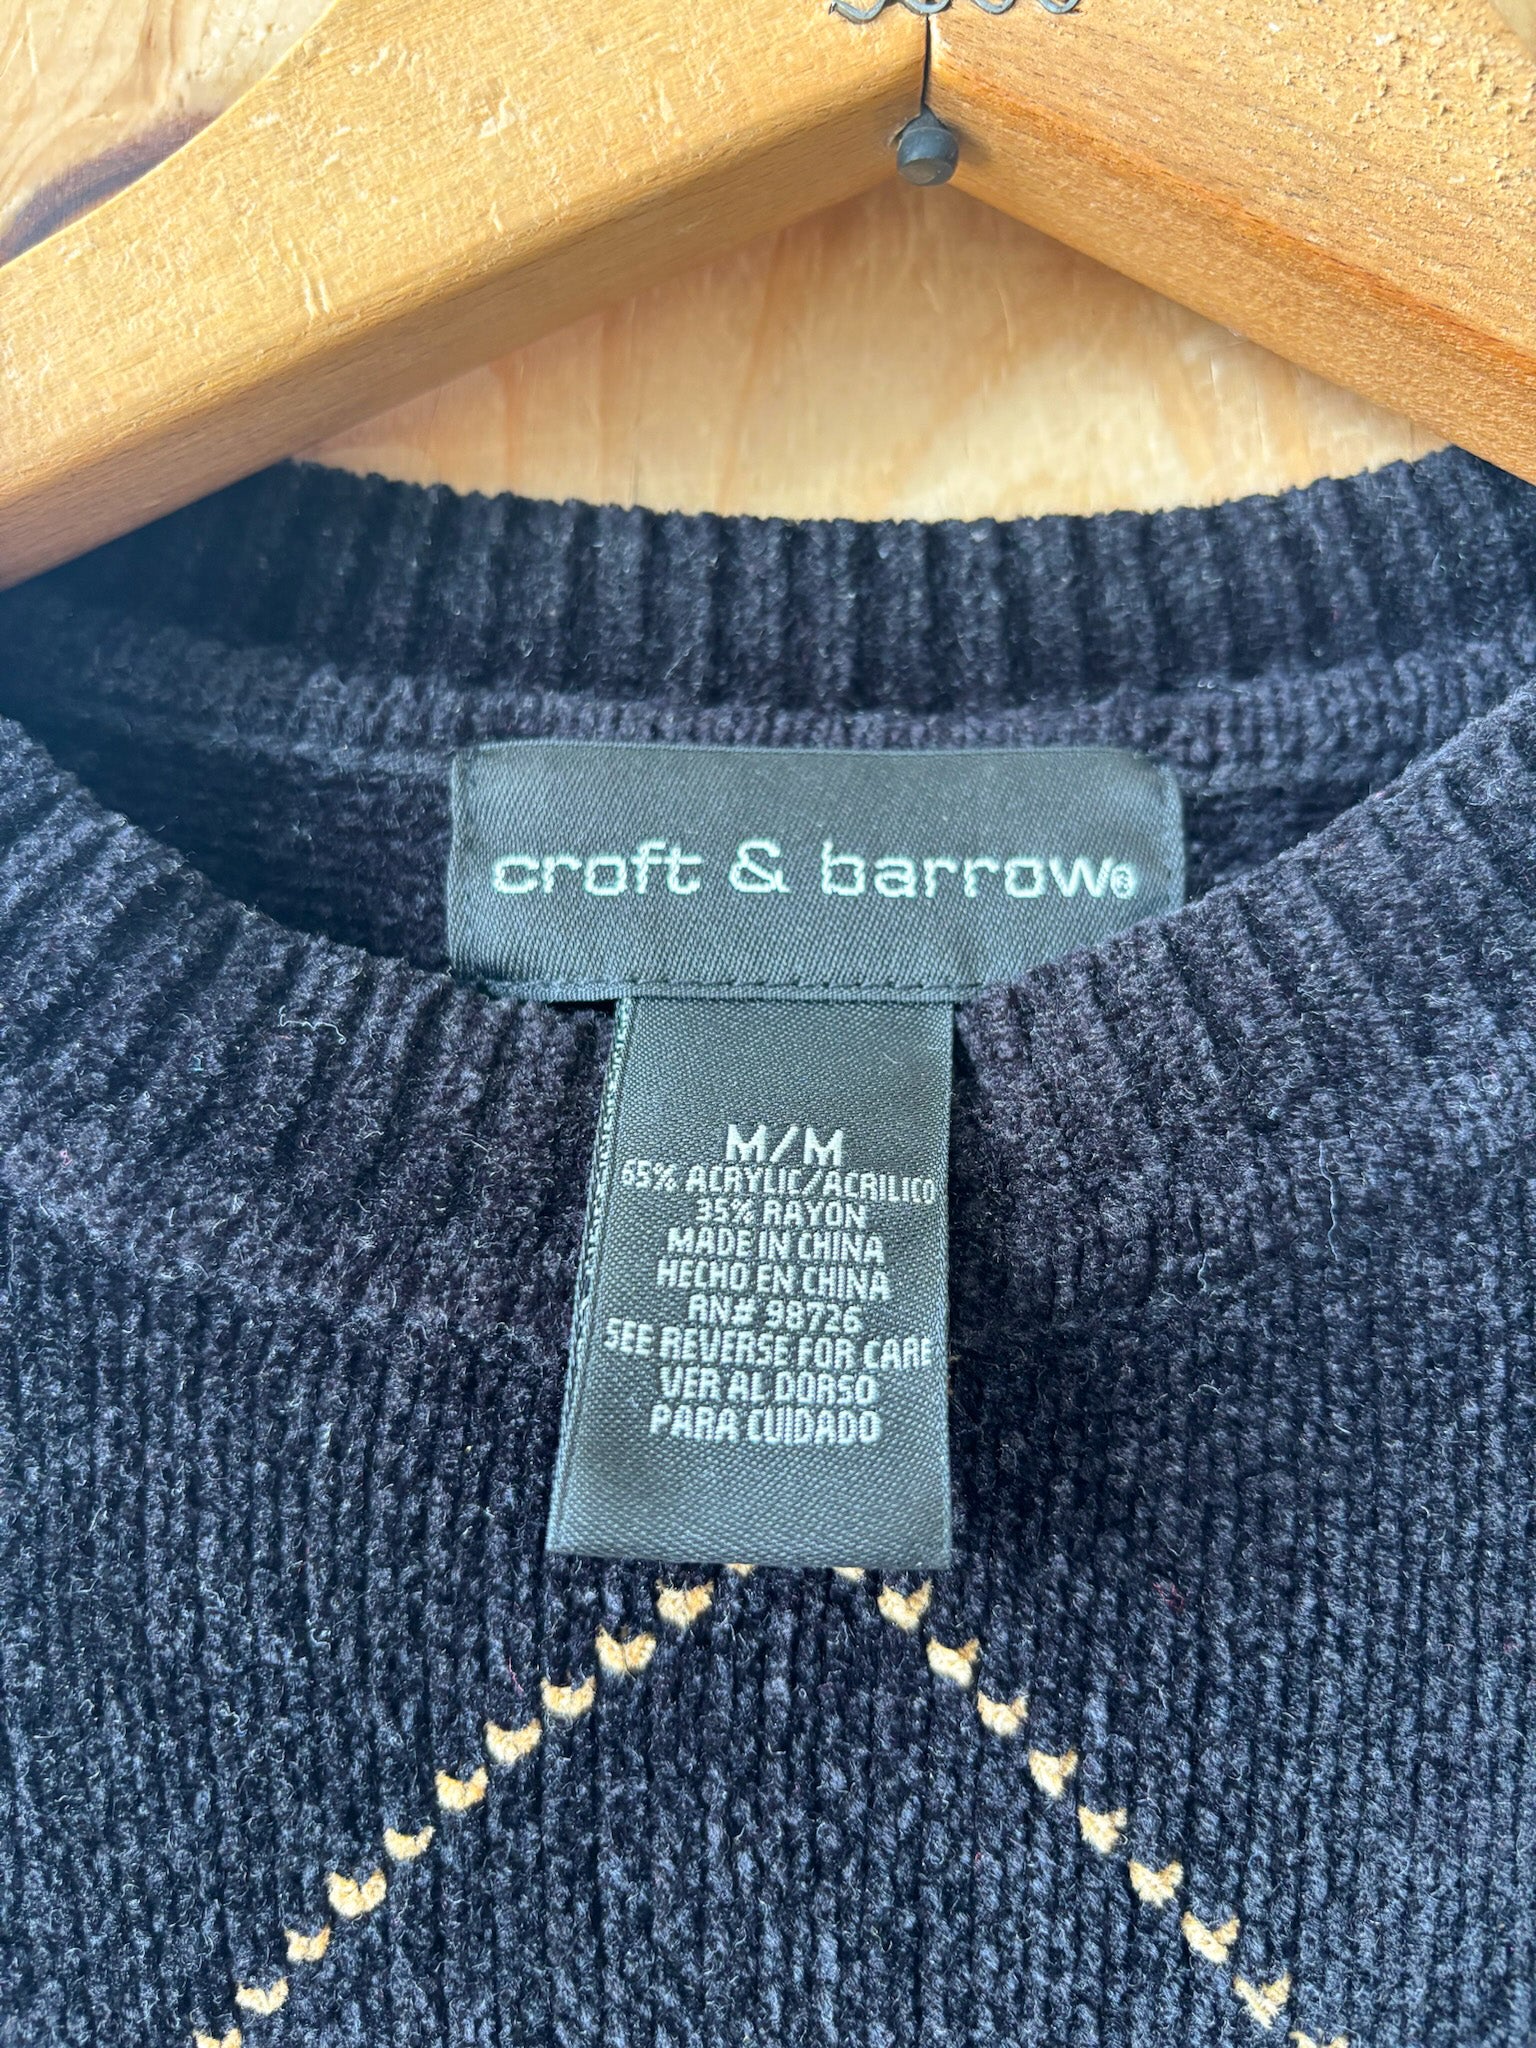 croft & barrow®
M/M
65% ACRYLIC/ACRILICO
35% RAYON
MADE IN CHINA
HECHO EN CHINA
RN# 98726
SEE REVERSE FOR CARE
VER AL DORSO
PARA CUIDADO